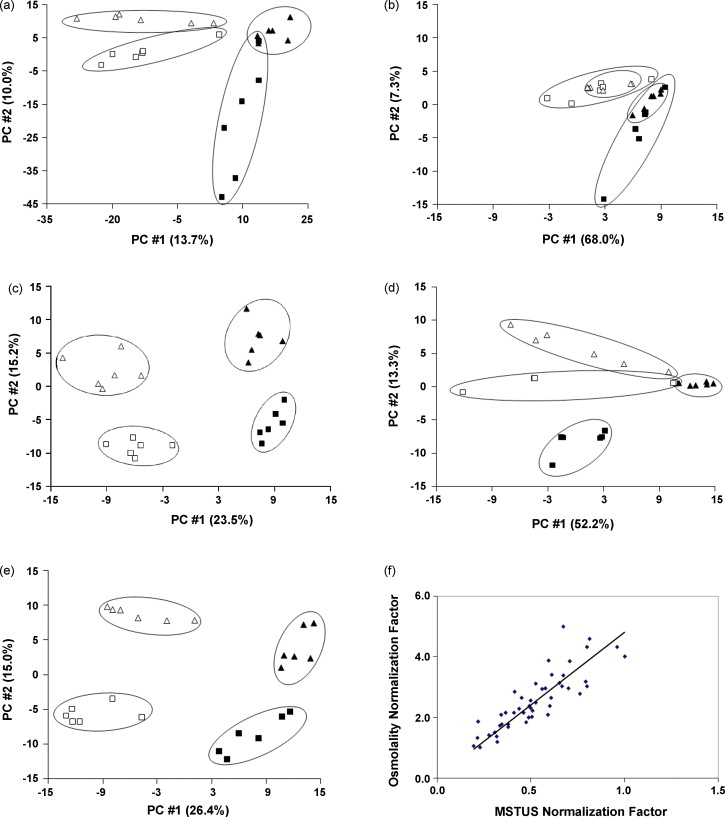 (a)
15
5
-5
-15
-25
-35
-45
PC #2 (10.0%)
-35 -20 -5 10 25
PC #1 (13.7%)
(b)
15
10
5
0
-5
-10
-15
PC #2 (7.3%)
-15 -9 -3 3 9 15
PC #1 (68.0%)
(c)
15
10
5
0
-5
-10
-15
PC #2 (15.2%)
-15 -9 -3 3 9 15
PC #1 (23.5%)
(d)
15
10
5
0
-5
-10
-15
PC #2 (13.3%)
-15 -9 -3 3 9 15
PC #1 (52.2%)
(e)
15
10
5
0
-5
-10
-15
PC #2 (15.0%)
-15 -9 -3 3 9 15
PC #1 (26.4%)
(f)
6.0
4.0
2.0
0.0
Osmolality Normalization Factor
0.0 0.5 1.0 1.5
MSTUS Normalization Factor